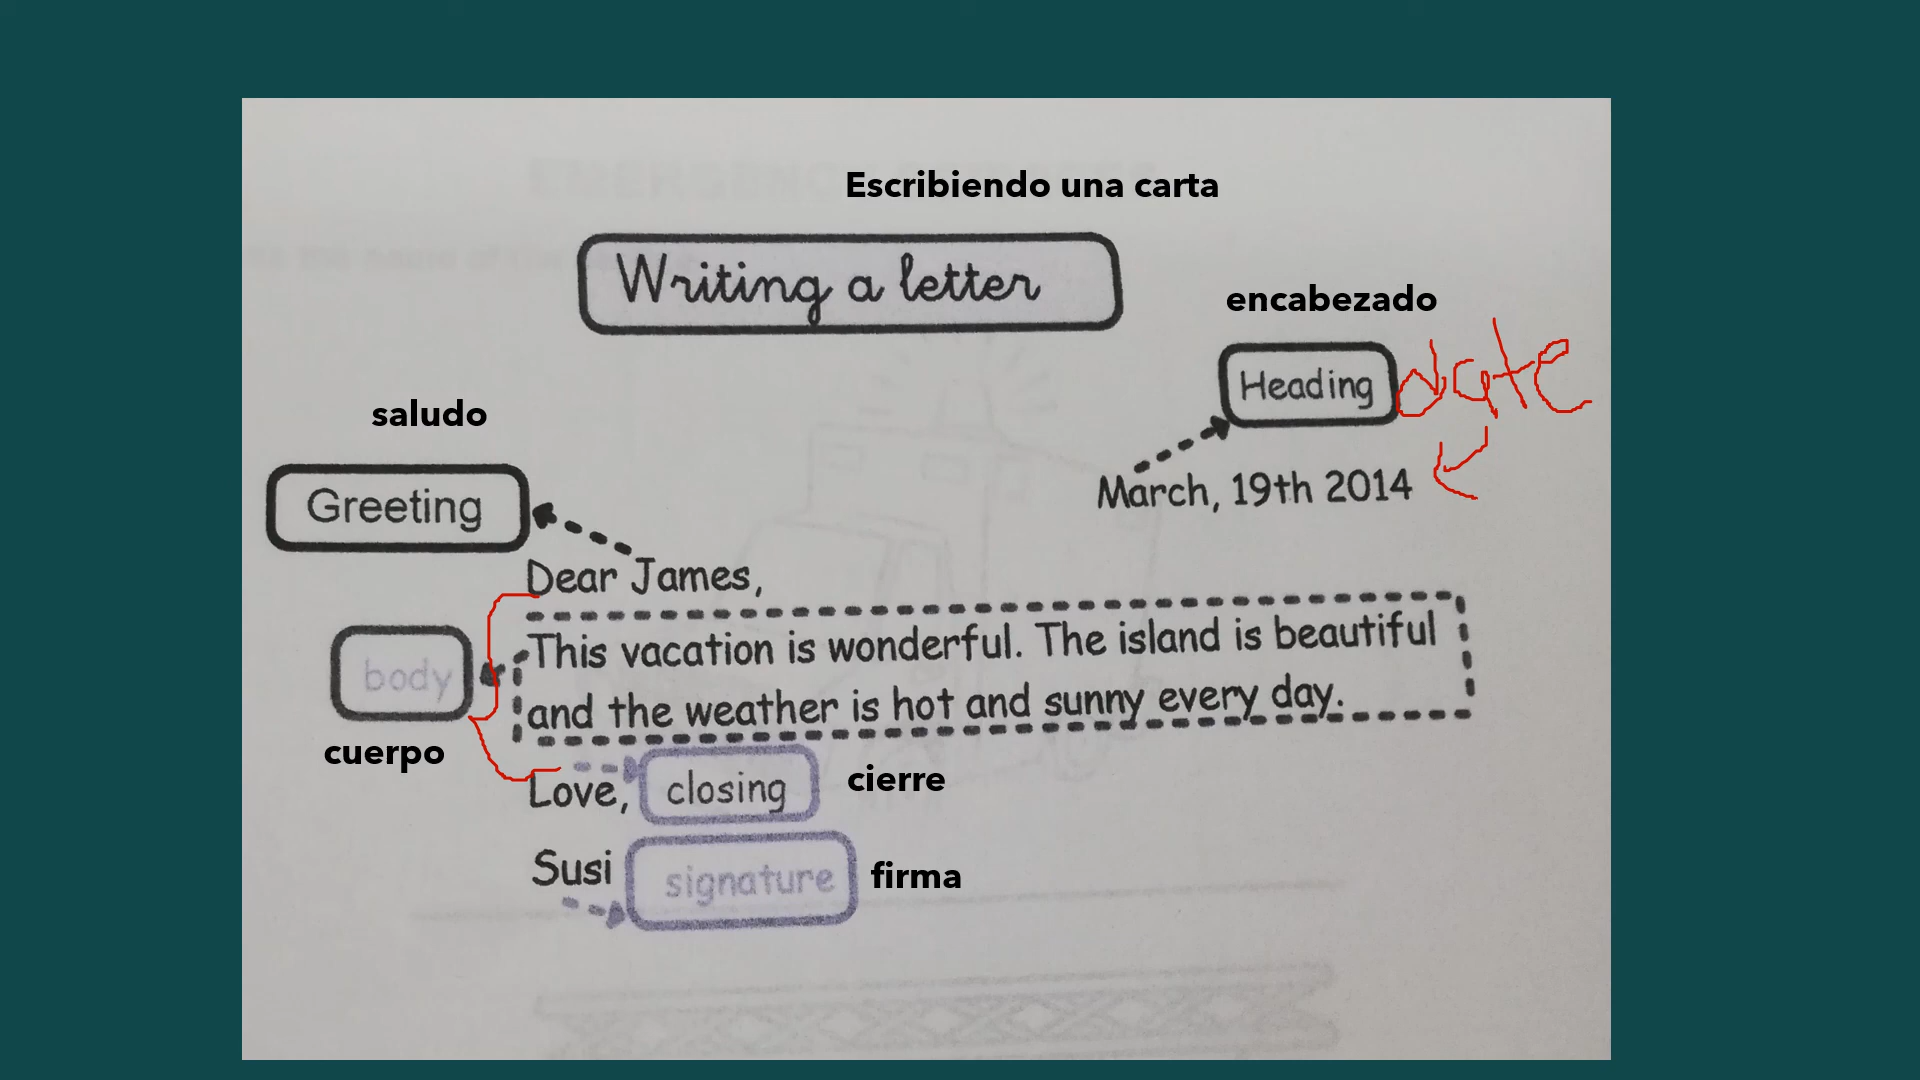 Escribiendo una carta
Writing a letter
encabezado
Heading date
saludo
March, 19th 2014
Greeting
Dear James,
This vacation is wonderful. The island is beautiful
body
and the weather is hot and sunny every day.
cuerpo
Love, closing cierre
Susi signature firma